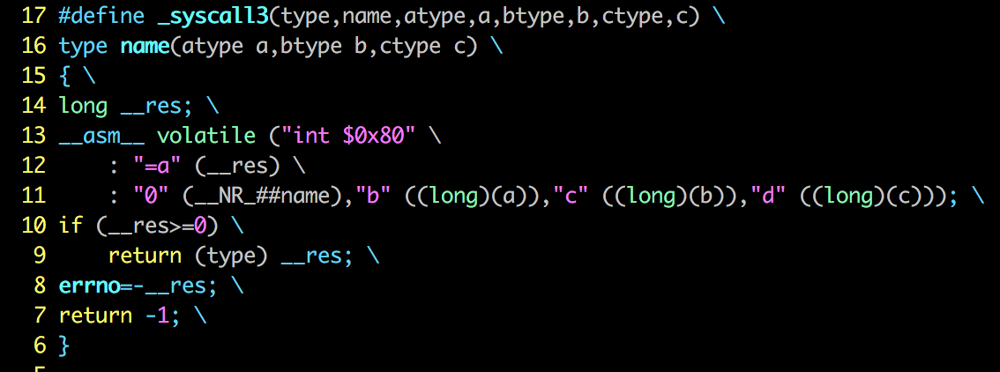 17 #define _syscall3(type,name,atype,a,btype,b,ctype,c) \
16 type name(atype a,btype b,ctype c) \
15 { \
14 long __res; \
13 __asm__ volatile ("int $0x80" \
12     : "=a" (__res) \
11     : "0" (__NR_##name),"b" ((long)(a)),"c" ((long)(b)),"d" ((long)(c))); \
10 if (__res>=0) \
9     return (type) __res; \
8 errno=-__res; \
7 return -1; \
6 }